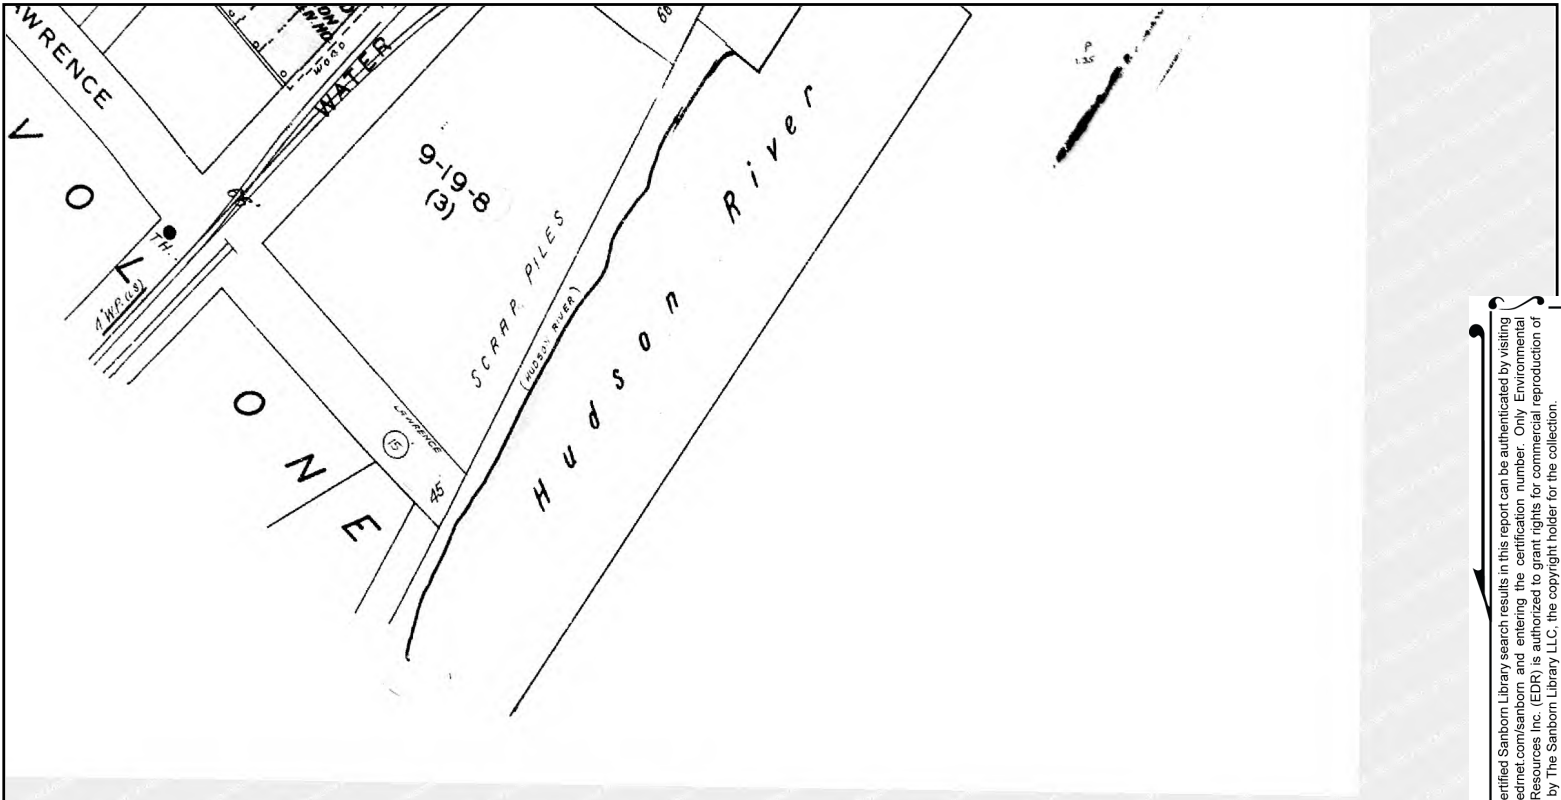 WRENCE
WATER
60
P
1.35
9-19-8
(3)
V
O
L
TH.
O
N
E
SCRAP PILES
(HUDSON RIVER)
Hudson River
LAWRENCE
15
45'
ertified Sanborn Library search results in this report can be authenticated by visiting
edrnet.com/sanborn and entering the certification number. Only Environmental
Resources Inc. (EDR) is authorized to grant rights for commercial reproduction of
by The Sanborn Library LLC, the copyright holder for the collection.